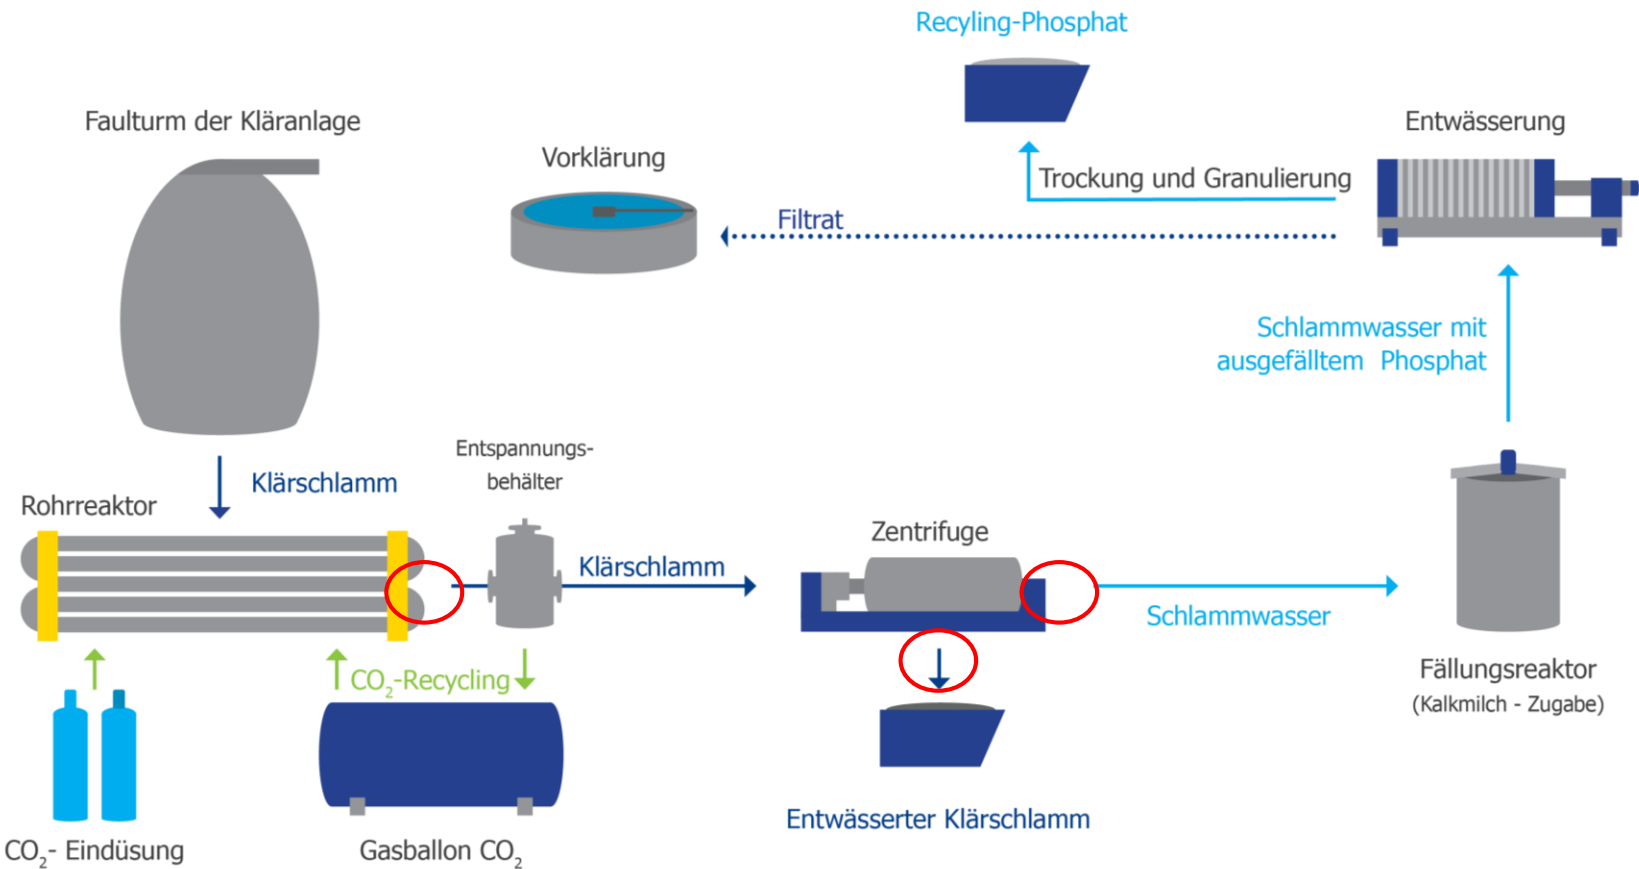 Recyling-Phosphat
Faulturm der Kläranlage
Entwässerung
Vorklärung
Trockung und Granulierung
Filtrat
Schlammwasser mit
ausgefälltem Phosphat
Entspannungs-
behälter
Klärschlamm
Rohrreaktor
Zentrifuge
Klärschlamm
Schlammwasser
Fällungsreaktor
(Kalkmilch - Zugabe)
CO₂-Recycling
Entwässerter Klärschlamm
CO₂- Eindüsung
Gasballon CO₂